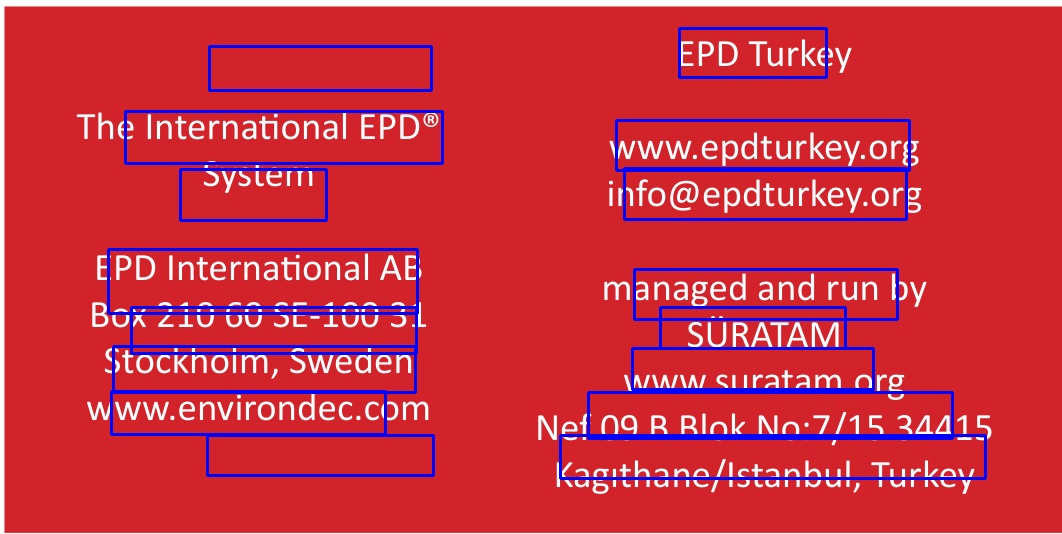 The International EPD®
System
EPD International AB
Box 210 60 SE-100 31
Stockholm, Sweden
www.environdec.com
EPD Turkey
www.epdturkey.org
info@epdturkey.org
managed and run by
SÜRATAM
www.suratam.org
Nef 09 B Blok No:7/15 34415
Kagıthane/Istanbul, Turkey